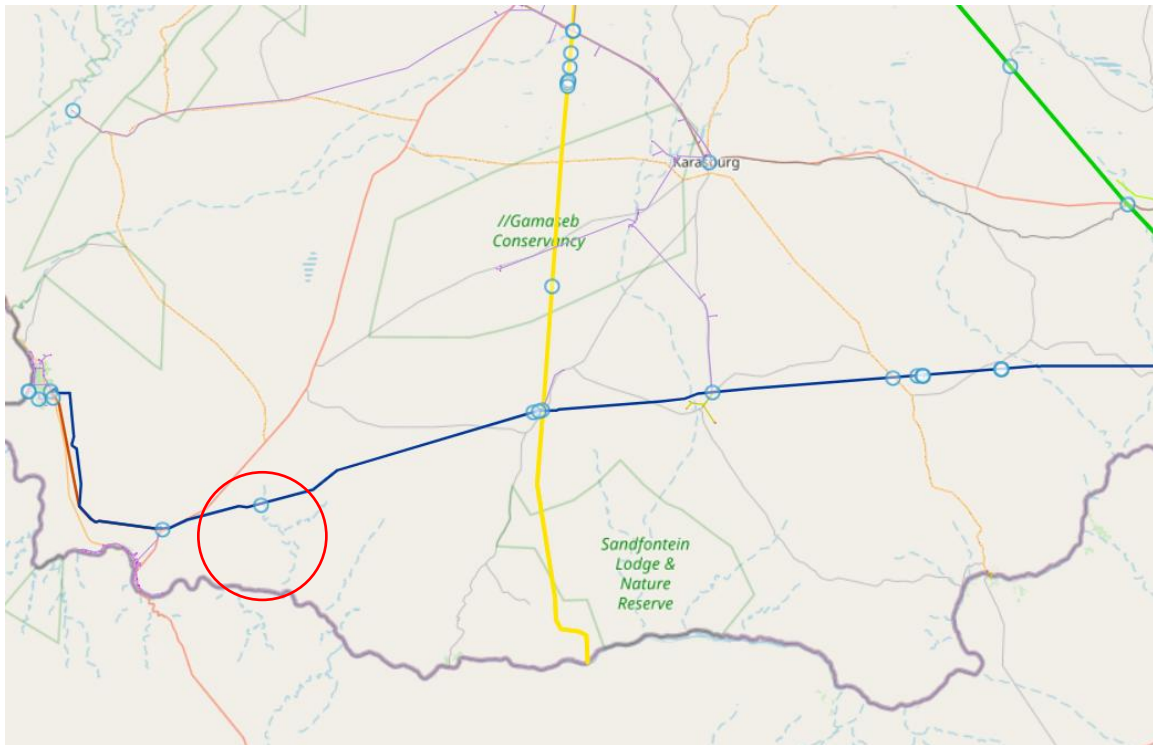 Karasburg
//Gamaseb
Conservancy
Sandfontein
Lodge &
Nature
Reserve